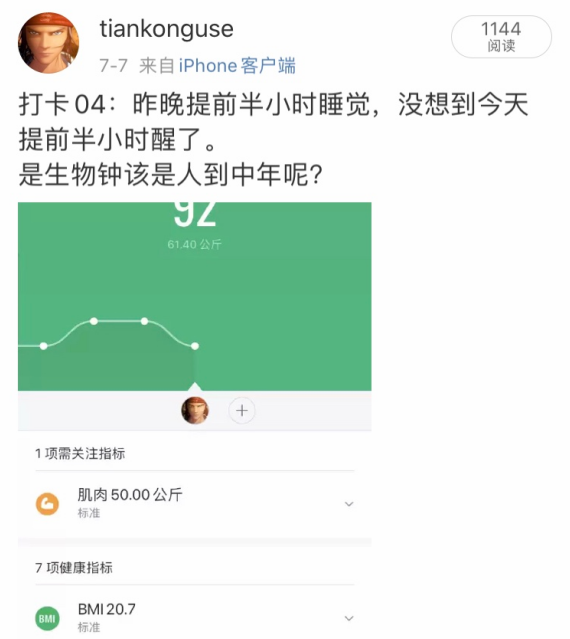 tiankonguse
1144
阅读
7-7 来自 iPhone客户端
打卡04：昨晚提前半小时睡觉，没想到今天
提前半小时醒了。
是生物钟该是人到中年呢？
92
61.40 公斤
1 项需关注指标
肌肉 50.00 公斤
标准
7 项健康指标
BMI
BMI 20.7
标准